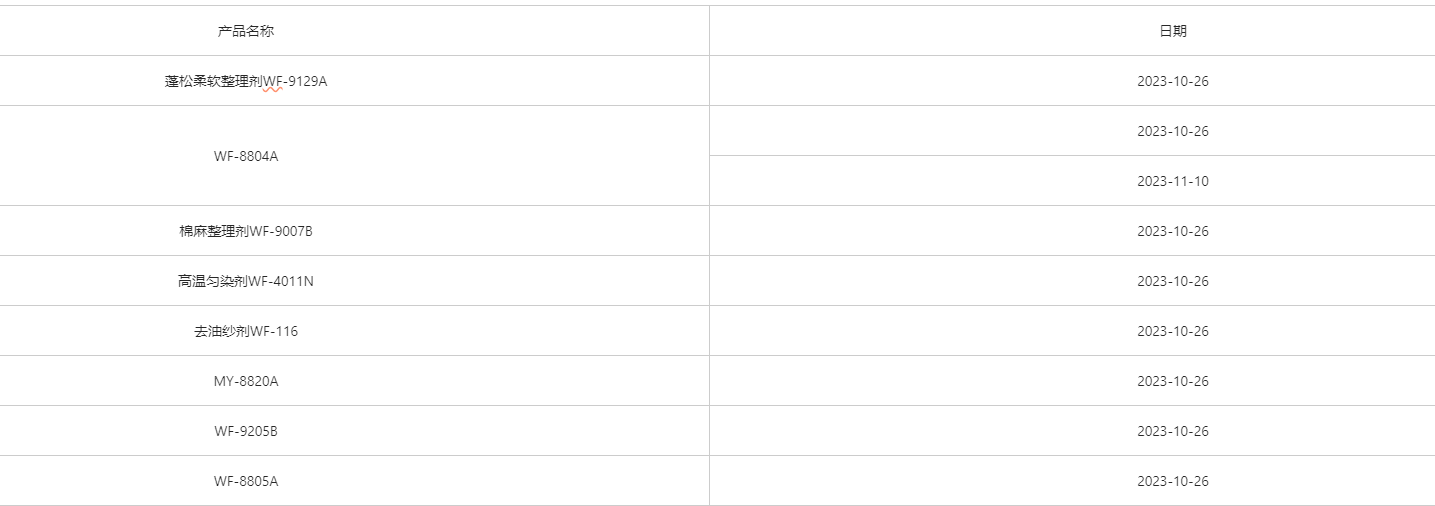 产品名称 日期
蓬松柔软整理剂WF-9129A 2023-10-26
WF-8804A 2023-10-26
2023-11-10
棉麻整理剂WF-9007B 2023-10-26
高温匀染剂WF-4011N 2023-10-26
去油纱剂WF-116 2023-10-26
MY-8820A 2023-10-26
WF-9205B 2023-10-26
WF-8805A 2023-10-26